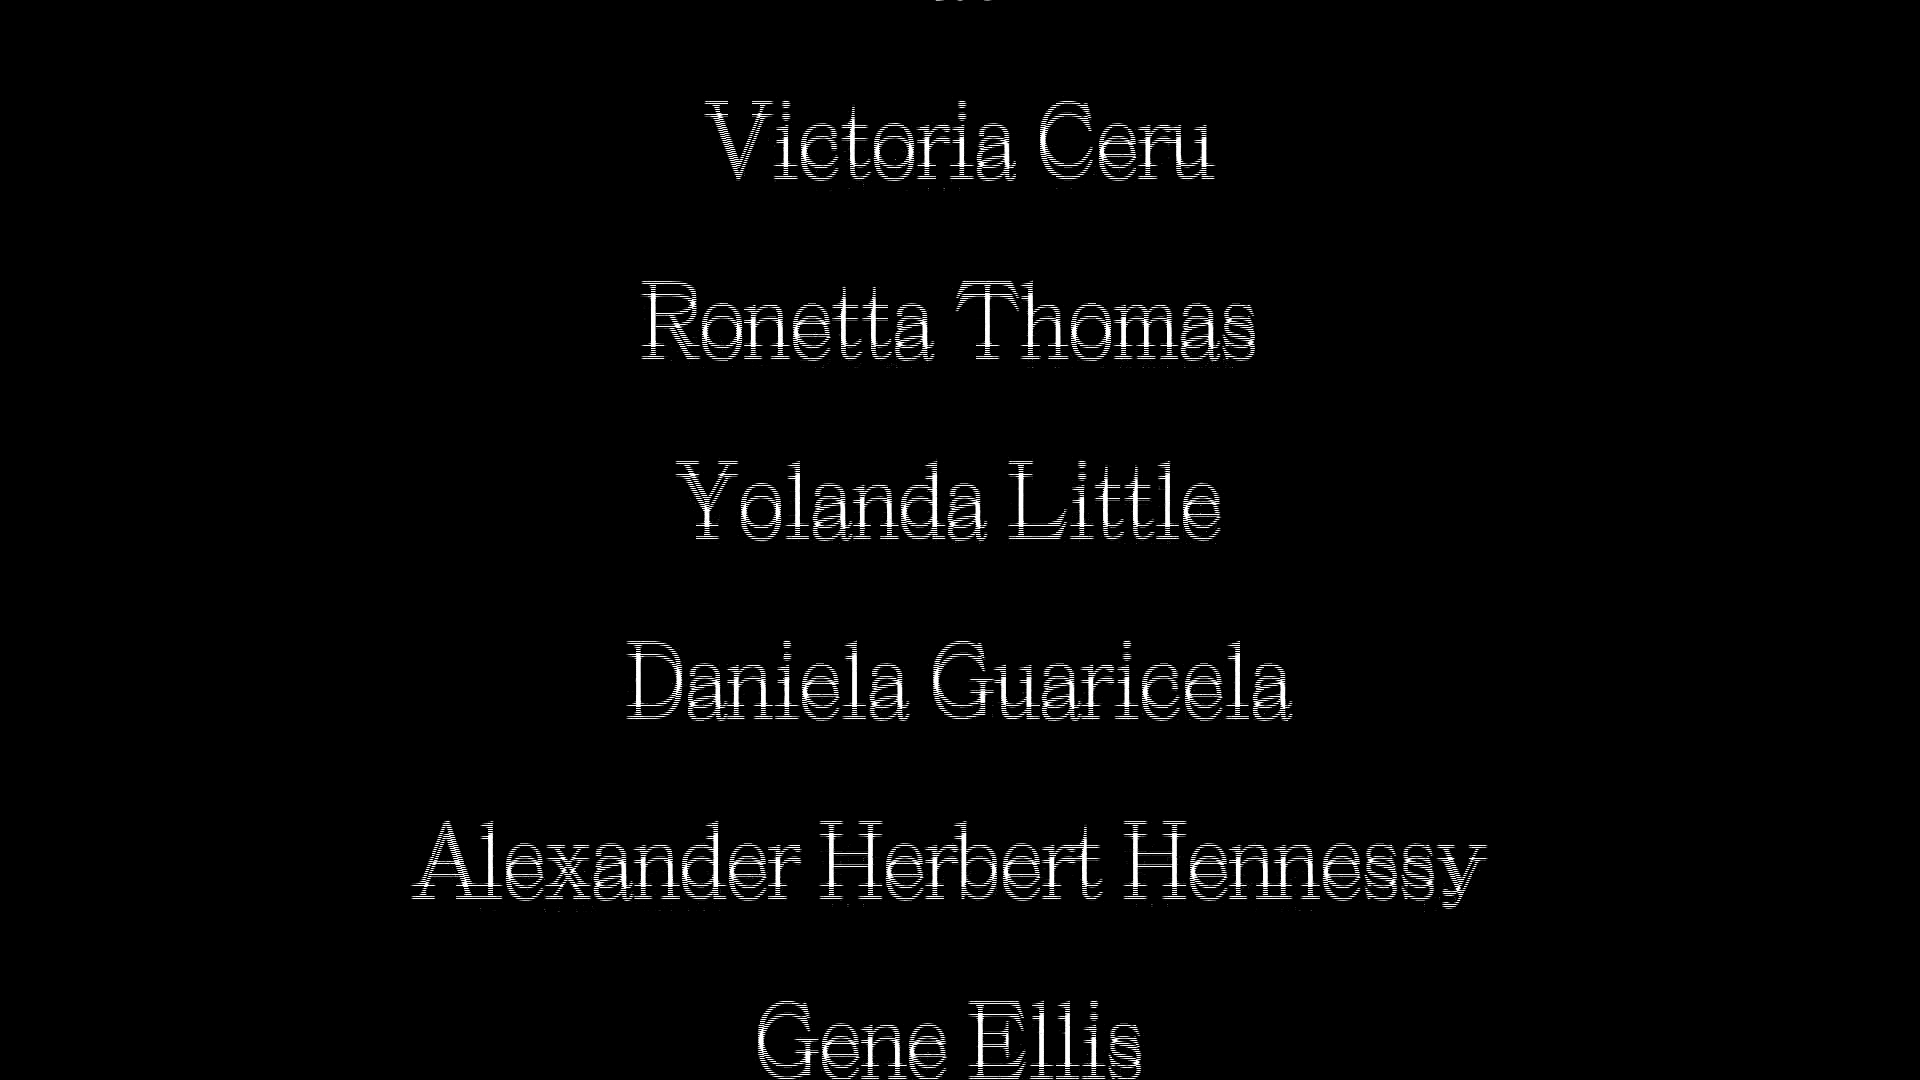 Victoria Ceru
Ronetta Thomas
Yolanda Little
Daniela Guaricela
Alexander Herbert Hennessy
Gene Ellis